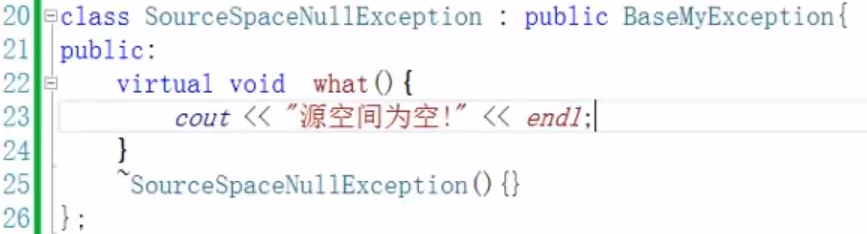 20 class SourceSpaceNullException : public BaseMyException{
21 public:
22     virtual void  what(){
23         cout << "源空间为空!" << endl;
24     }
25     ~SourceSpaceNullException(){}
26 };